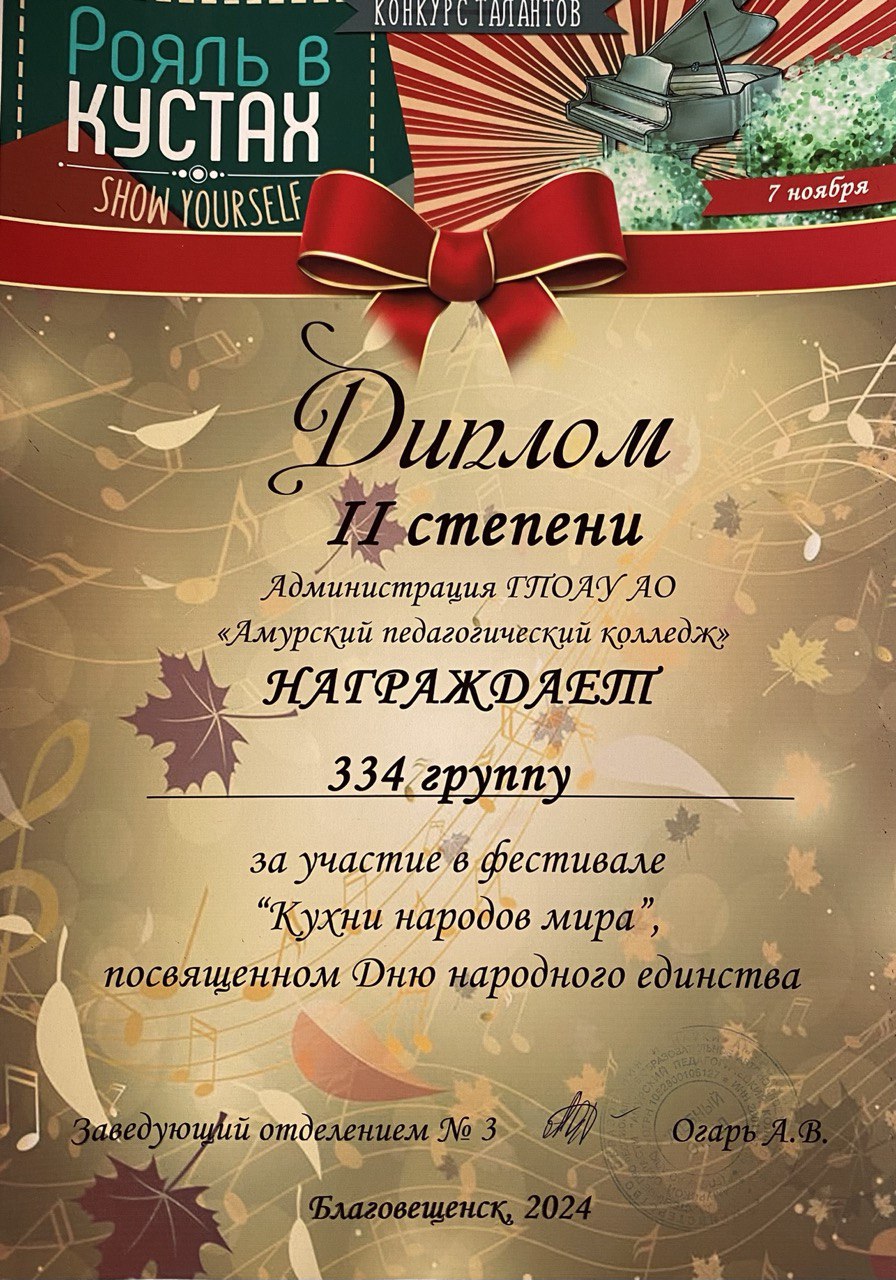 КОНКУРС ТАЛАНТОВ
Рояль в
КУСТАХ
SHOW YOURSELF
7 ноября
Диплом
II степени
Администрация ГПОАУ АО
«Амурский педагогический колледж»
НАГРАЖДАЕТ
334 группу
за участие в фестивале
“Кухни народов мира”,
посвященном Дню народного единства
Заведующий отделением № 3 Огарь А.В.
Благовещенск, 2024